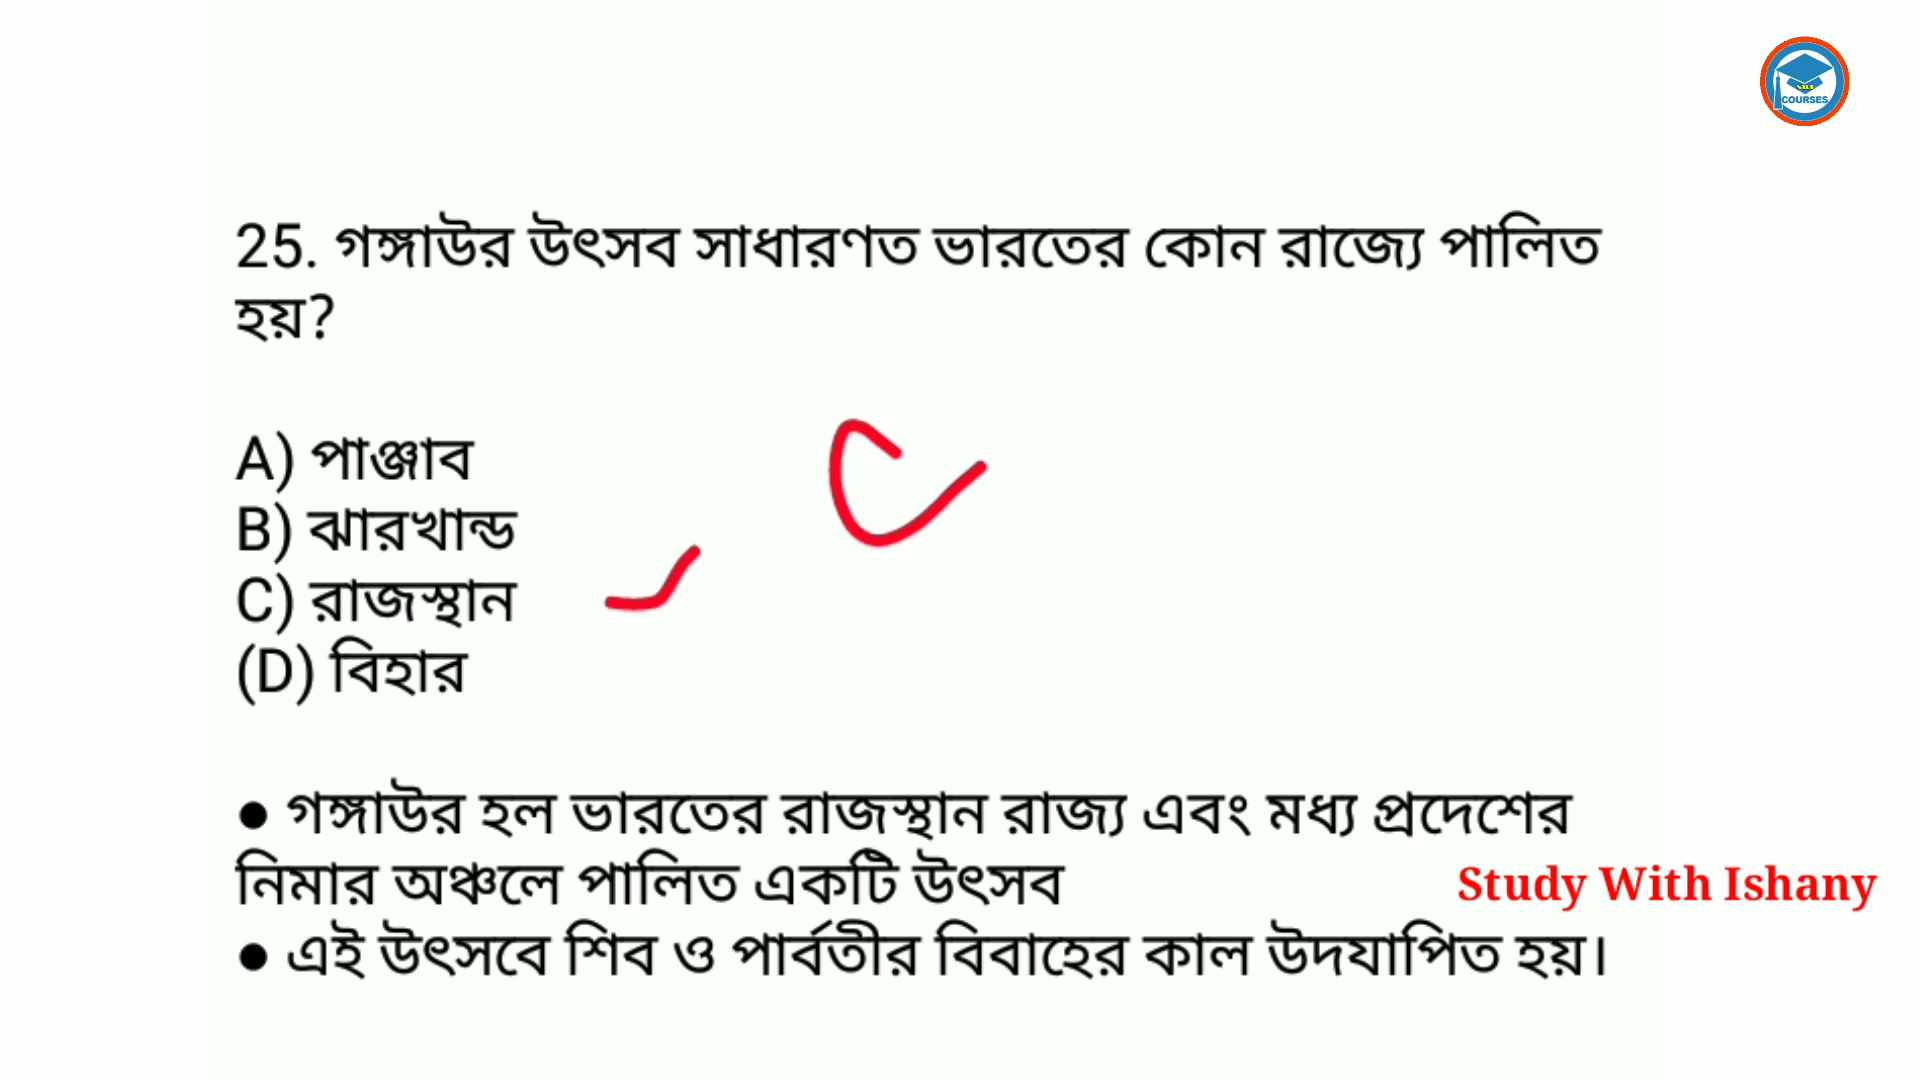 COURSES
25. গঙ্গাউর উৎসব সাধারণত ভারতের কোন রাজ্যে পালিত
হয়?
A) পাঞ্জাব
B) ঝারখান্ড
C) রাজস্থান
(D) বিহার
● গঙ্গাউর হল ভারতের রাজস্থান রাজ্য এবং মধ্য প্রদেশের
নিমার অঞ্চলে পালিত একটি উৎসব
Study With Ishany
● এই উৎসবে শিব ও পার্বতীর বিবাহের কাল উদযাপিত হয়।